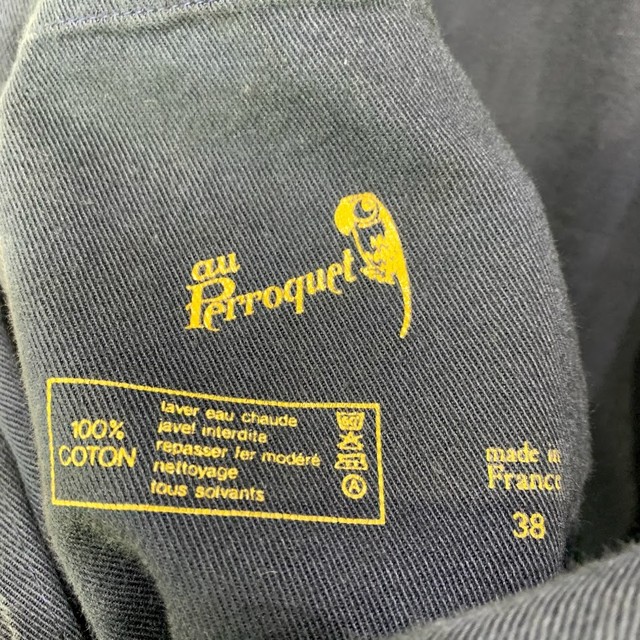 au
Perroquet
100%
COTON
laver eau chaude
javel interdite
repasser fer modéré
nettoyage
tous solvants
A
made in
France
38